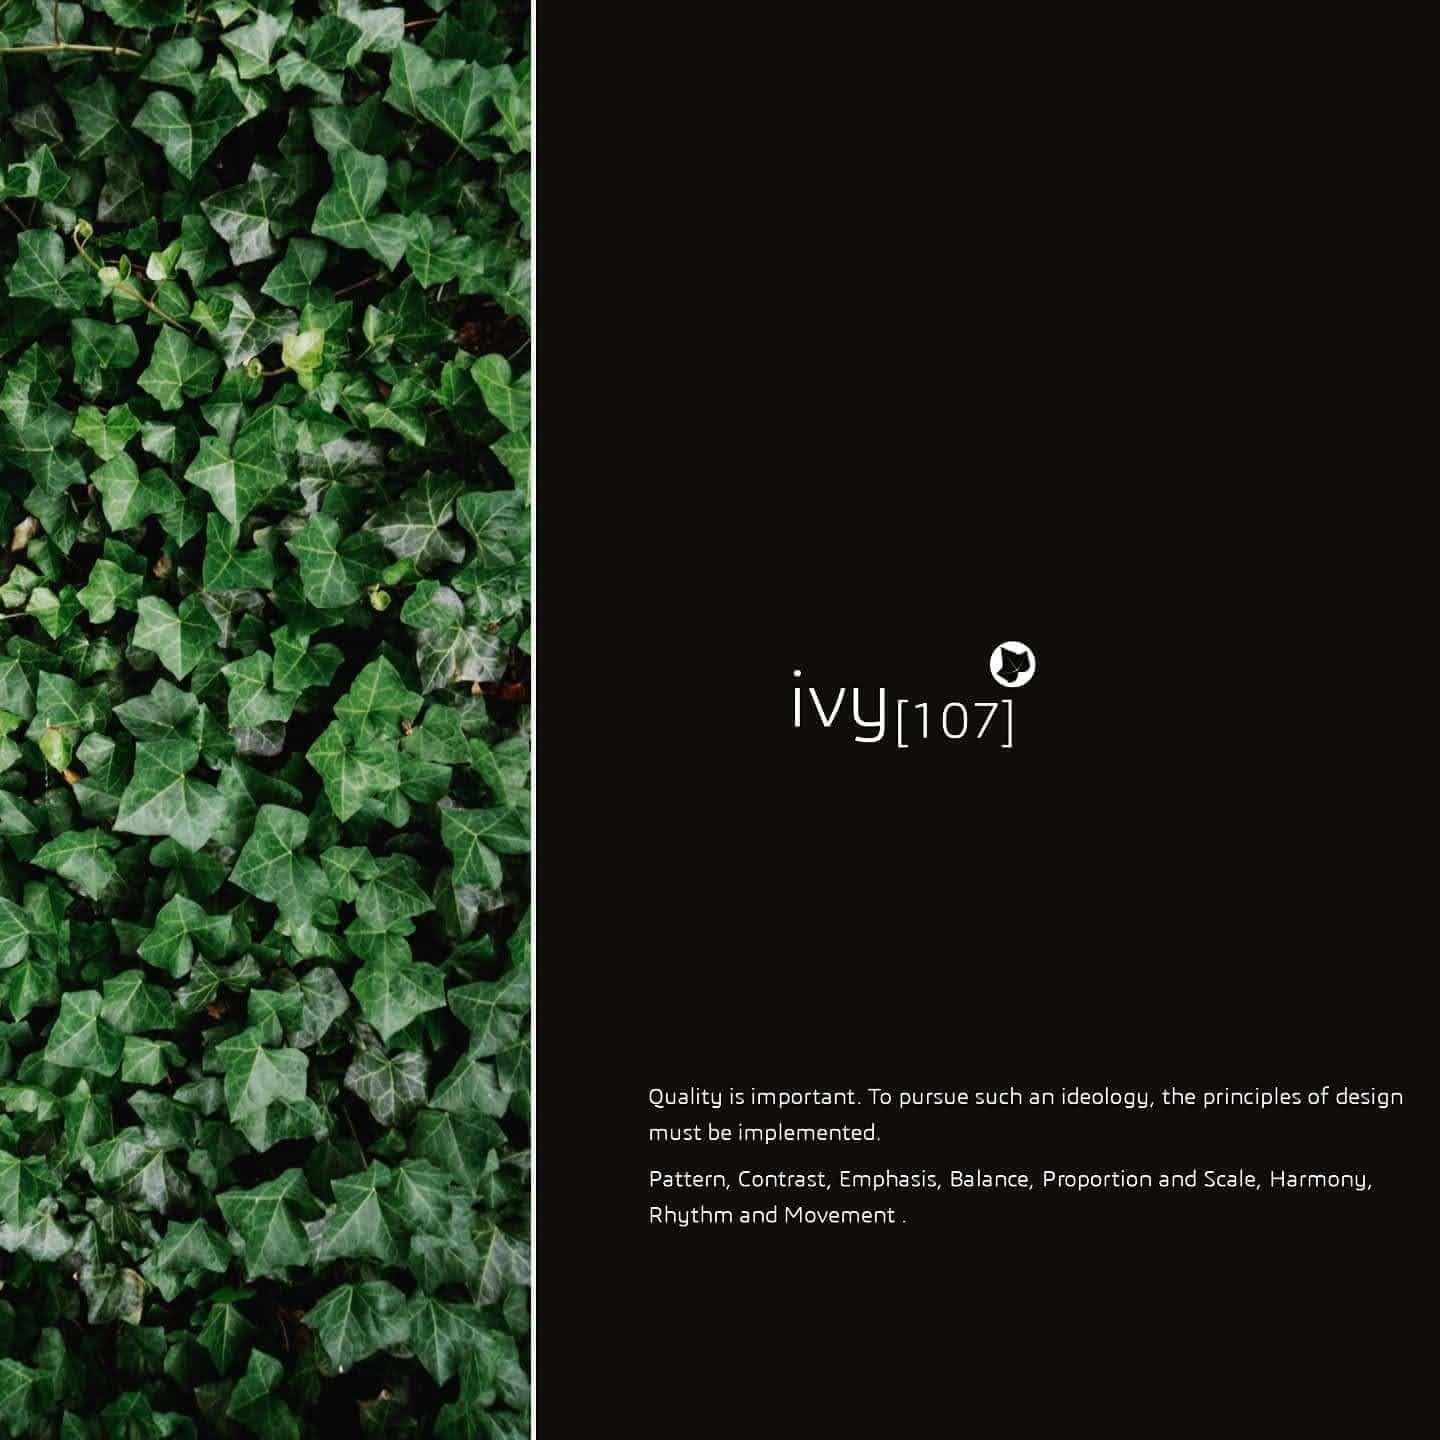 ivy[107]
Quality is important. To pursue such an ideology, the principles of design
must be implemented.
Pattern, Contrast, Emphasis, Balance, Proportion and Scale, Harmony,
Rhythm and Movement .